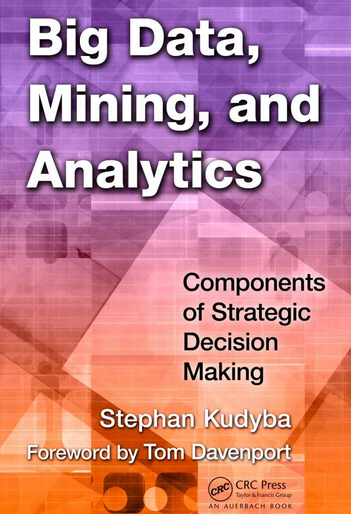 Big Data,
Mining, and
Analytics
Components
of Strategic
Decision
Making
Stephan Kudyba
Foreword by Tom Davenport
CRC
CRC Press
Taylor & Francis Group
AN AUERBACH BOOK